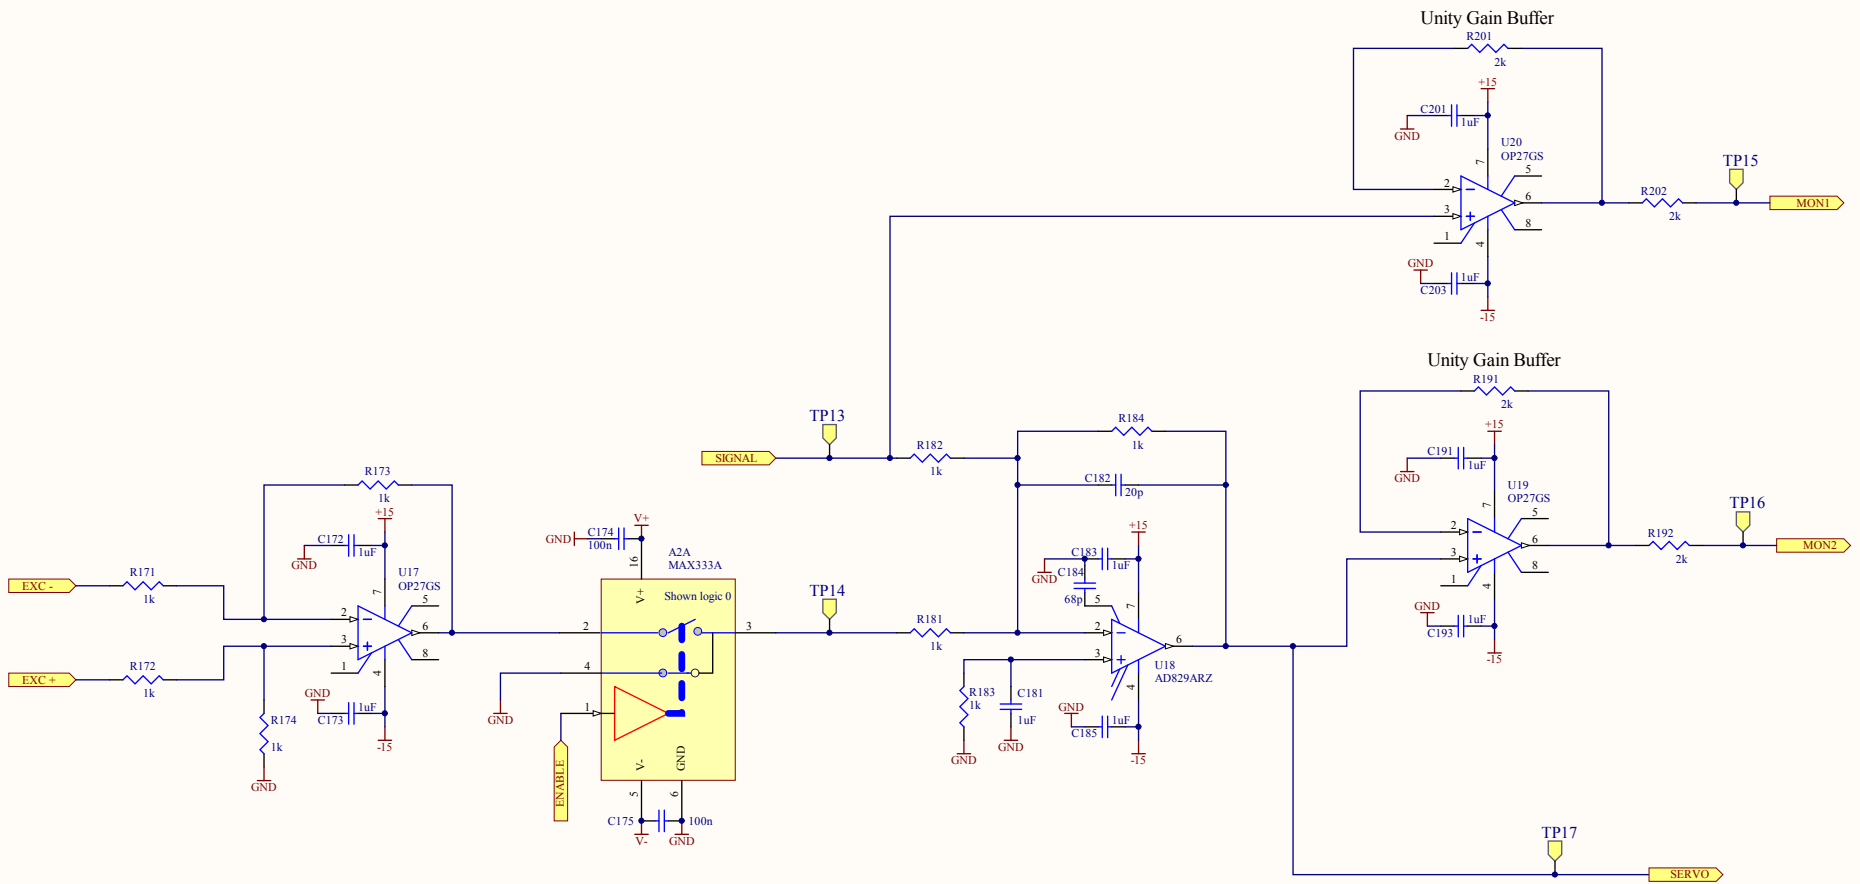 Unity Gain Buffer
R201
2k
+15
C201
1uF
GND
U20
OP27GS
7
5
2
6
3
8
1
4
GND
1uF
C203
-15
R202
2k
TP15
MON1
Unity Gain Buffer
R191
2k
+15
C191
1uF
GND
U19
OP27GS
7
5
2
6
3
8
1
4
GND
1uF
C193
-15
R192
2k
TP16
MON2
TP13
SIGNAL
R182
1k
R184
1k
C182
20p
+15
C183
1uF
GND
C184
68p
5
7
2
6
3
4
U18
AD829ARZ
R183
1k
C181
1uF
GND
GND
GND
1uF
C185
-15
R173
1k
+15
C172
1uF
GND
U17
OP27GS
7
5
2
6
3
8
1
4
EXC -
R171
1k
EXC +
R172
1k
R174
1k
GND
GND
1uF
C173
-15
V+
GND
C174
100n
16
A2A
MAX333A
V+
Shown logic 0
2
3
4
1
GND
ENABLE
V-
GND
5
6
C175
100n
V-
GND
TP14
R181
1k
TP17
SERVO